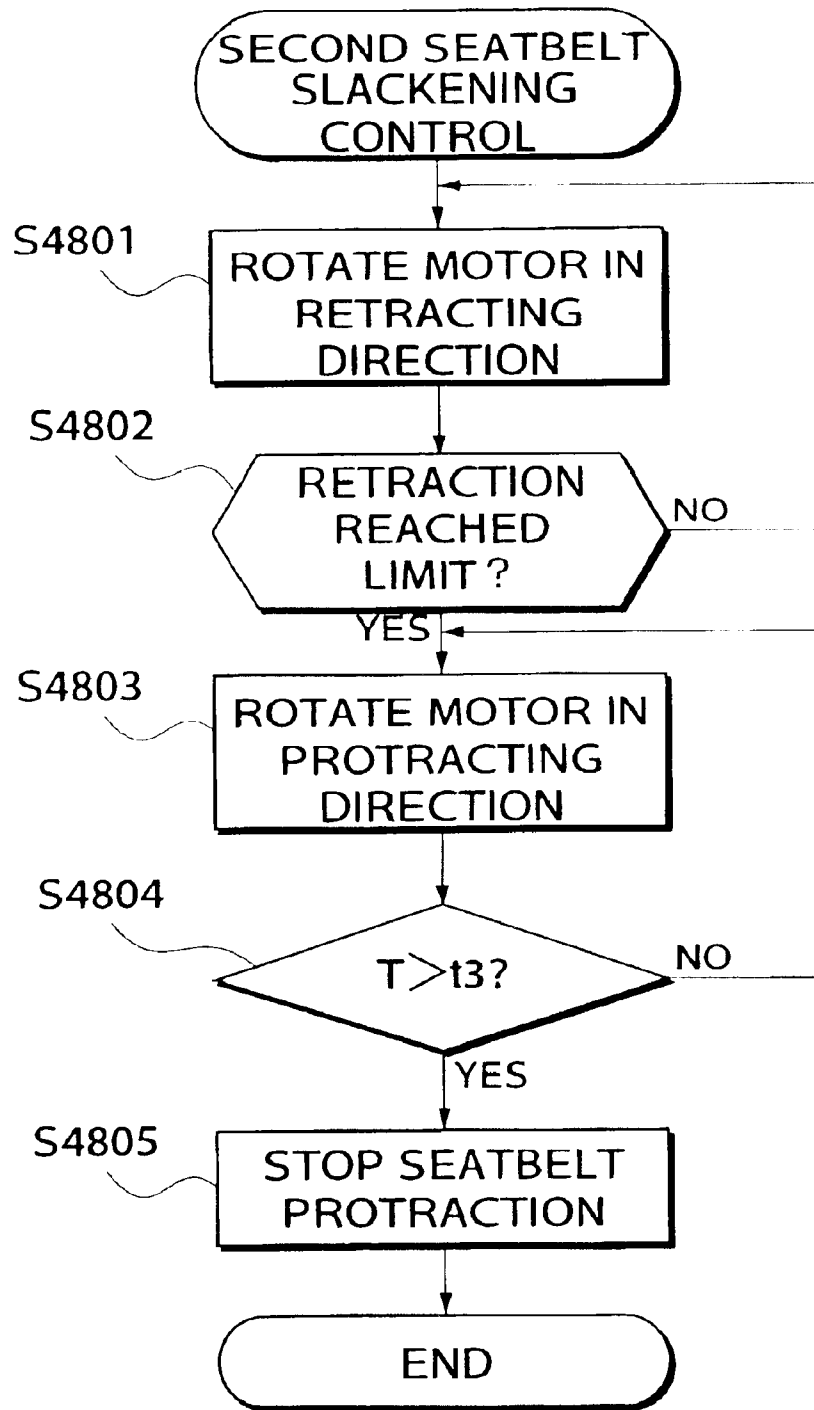 SECOND SEATBELT
SLACKENING
CONTROL
S4801
ROTATE MOTOR IN
RETRACTING
DIRECTION
S4802
RETRACTION
REACHED
LIMIT?
NO
YES
S4803
ROTATE MOTOR IN
PROTRACTING
DIRECTION
S4804
T>t3?
NO
YES
S4805
STOP SEATBELT
PROTRACTION
END